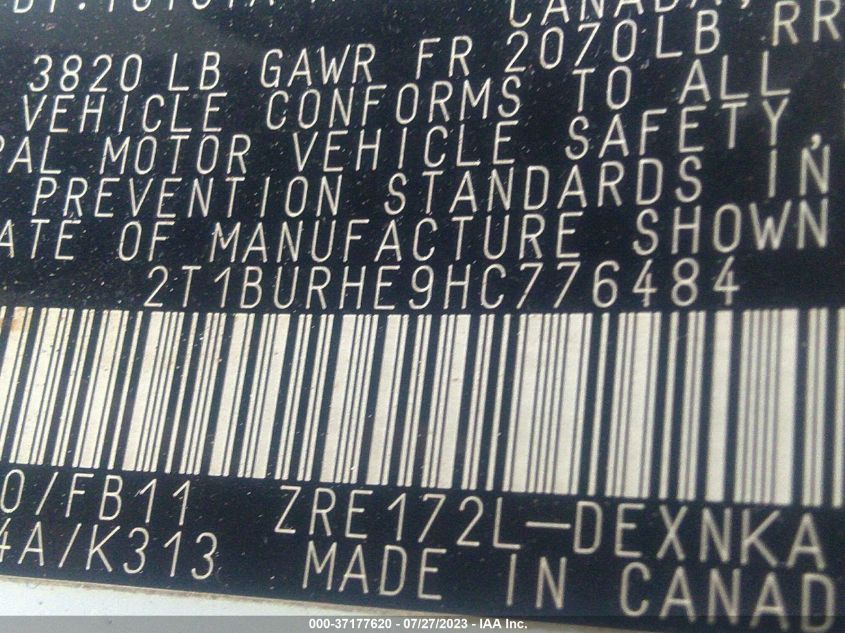 CANADA,
3820 LB GAWR FR 2070LB RR
VEHICLE CONFORMS TO ALL
MOTOR VEHICLE SAFETY,
PREVENTION STANDARDS IN
OF MANUFACTURE SHOWN
2T1BURHE9HC776484
0/FB11 ZRE172L-DEXNKA
4A/K313 MADE IN CANAD
000-37177620 - 07/27/2023 - IAA Inc.